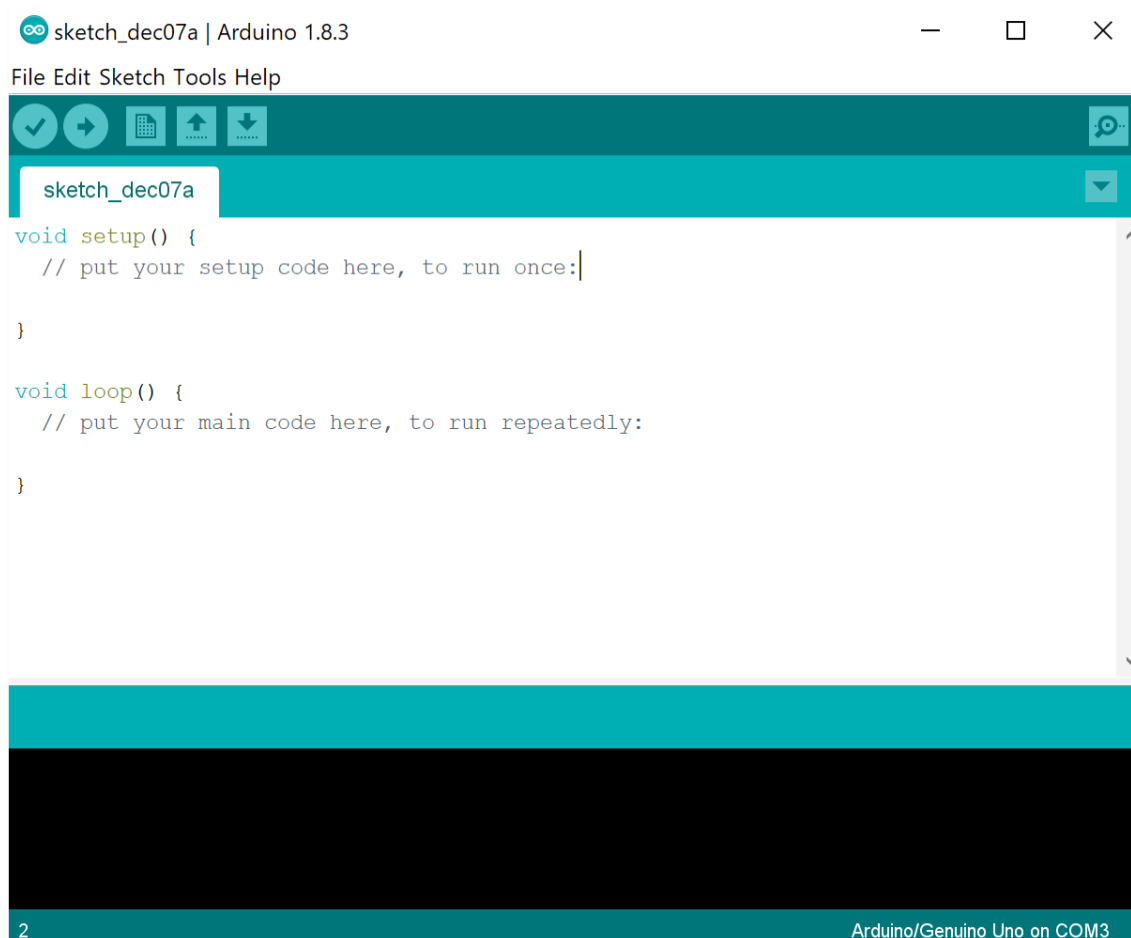 sketch_dec07a | Arduino 1.8.3
File Edit Sketch Tools Help
sketch_dec07a
void setup() {
// put your setup code here, to run once:
}
void loop() {
// put your main code here, to run repeatedly:
}
2
Arduino/Genuino Uno on COM3